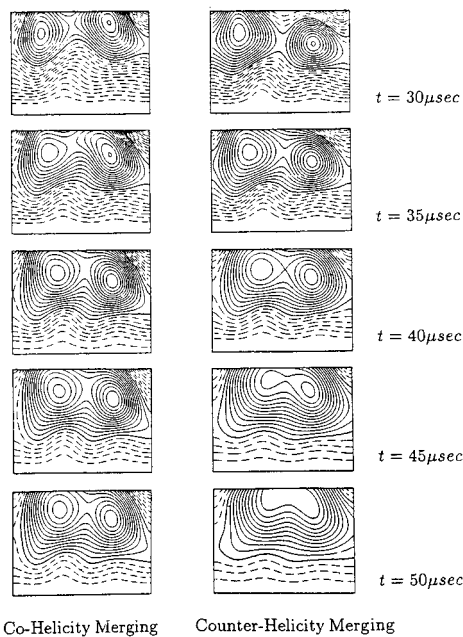 t = 30μsec
t = 35μsec
t = 40μsec
t = 45μsec
t = 50μsec
Co-Helicity Merging
Counter-Helicity Merging